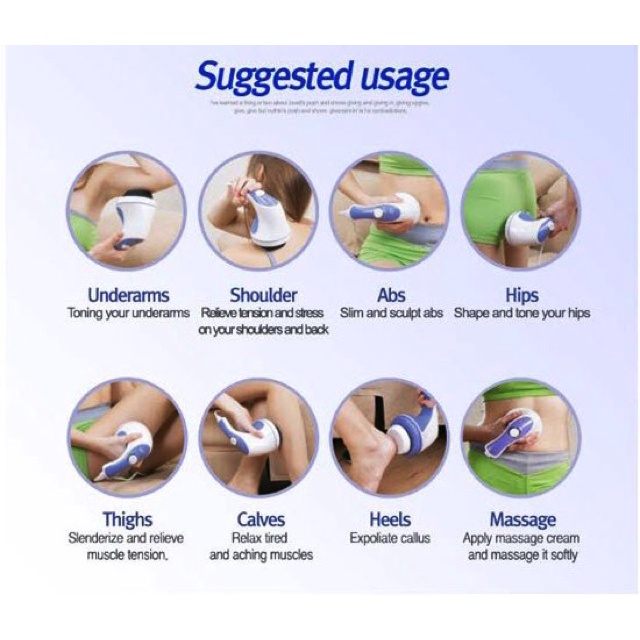 Suggested usage
Underarms
Toning your underarms
Shoulder
Relieve tension and stress
on your shoulders and back
Abs
Slim and sculpt abs
Hips
Shape and tone your hips
Thighs
Slenderize and relieve
muscle tension.
Calves
Relax tired
and aching muscles
Heels
Expoliate callus
Massage
Apply massage cream
and massage it softly